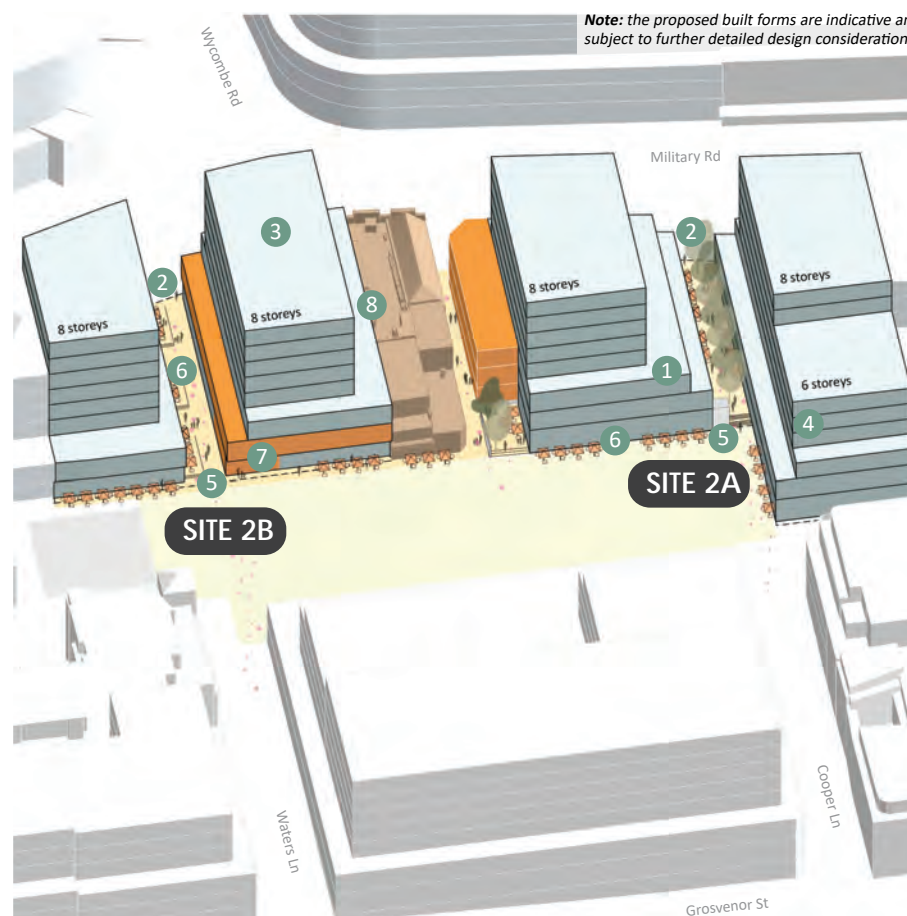 Note: the proposed built forms are indicative an
subject to further detailed design consideration
Wycombe Rd
Military Rd
3
2
2
8 storeys
8 storeys
8
8 storeys
8 storeys
6
1
6 storeys
4
7
6
5
5
SITE 2A
SITE 2B
Waters Ln
Cooper Ln
Grosvenor St